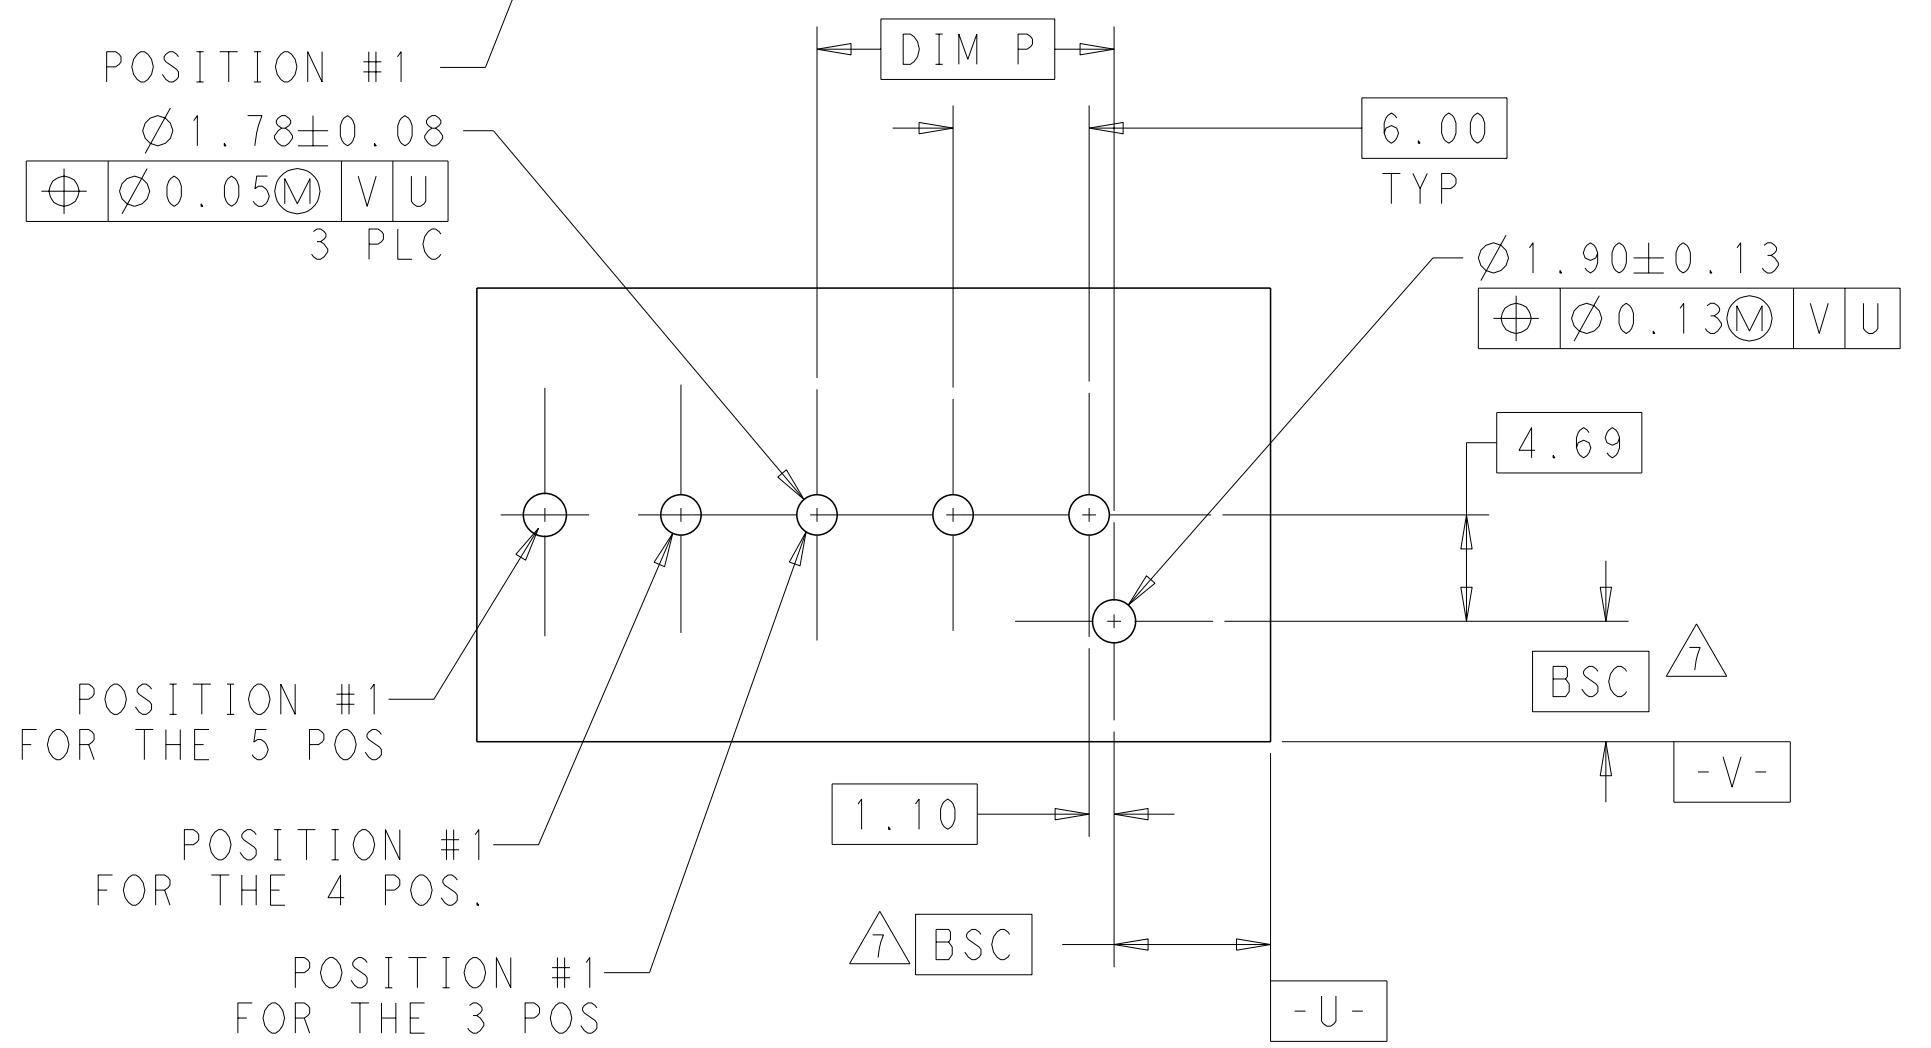 POSITION #1
DIM P
Ø1.78±0.08
⌖ Ø0.05Ⓜ V U
3 PLC
6.00
TYP
Ø1.90±0.13
⌖ Ø0.13Ⓜ V U
4.69
POSITION #1
FOR THE 5 POS
BSC 7
-V-
1.10
POSITION #1
FOR THE 4 POS.
7 BSC
POSITION #1
FOR THE 3 POS
-U-